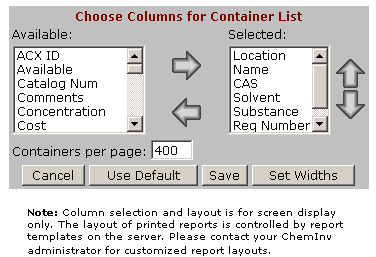 Choose Columns for Container List
Available:
Selected:
ACX ID
Available
Catalog Num
Comments
Concentration
Cost
Location
Name
CAS
Solvent
Substance
Req Number
Containers per page: 400
Cancel
Use Default
Save
Set Widths
Note: Column selection and layout is for screen display
only. The layout of printed reports is controlled by report
templates on the server. Please contact your ChemInv
administrator for customized report layouts.